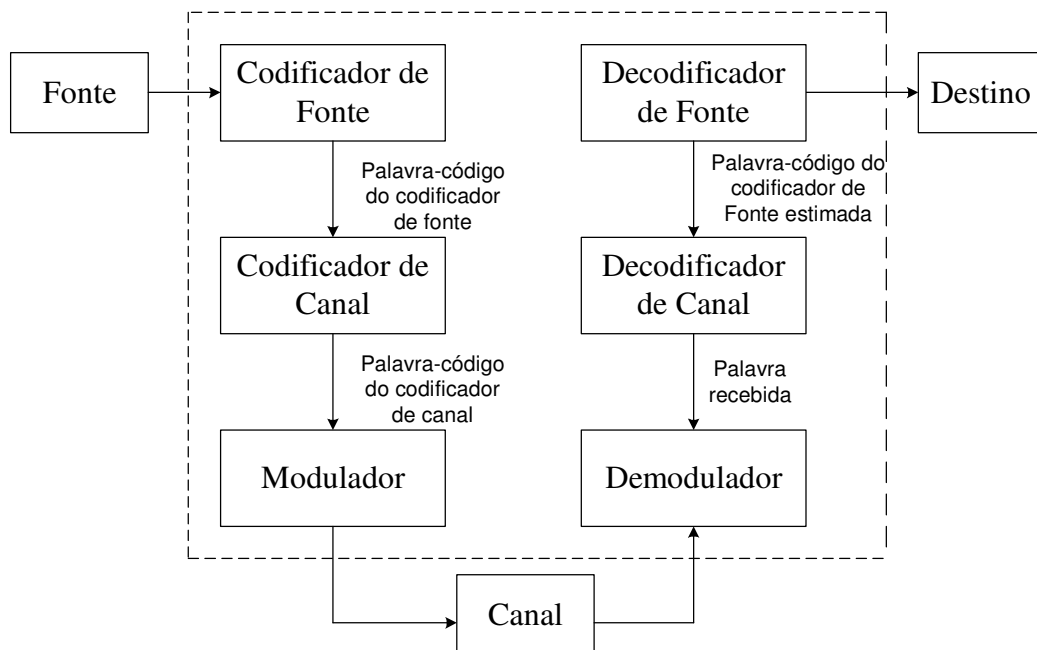 Fonte
Codificador de
Fonte
Palavra-código
do codificador
de fonte
Codificador de
Canal
Palavra-código
do codificador
de canal
Modulador
Canal
Decodificador
de Fonte
Destino
Palavra-código do
codificador de
Fonte estimada
Decodificador
de Canal
Palavra
recebida
Demodulador